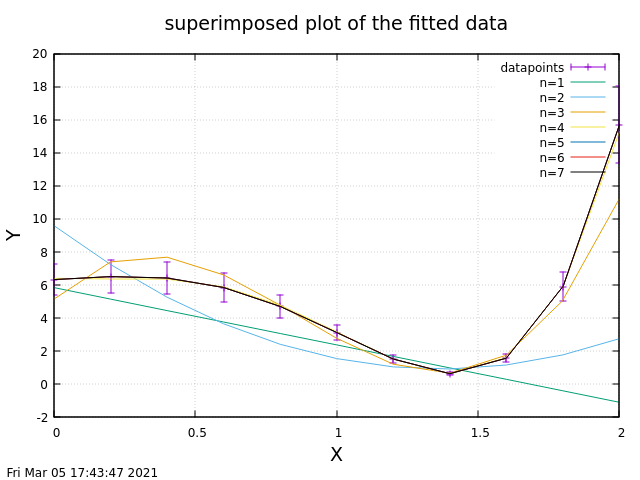 superimposed plot of the fitted data
20
18
16
14
12
10
8
6
4
2
0
-2
Y
datapoints
n=1
n=2
n=3
n=4
n=5
n=6
n=7
0
0.5
1
1.5
2
X
Fri Mar 05 17:43:47 2021